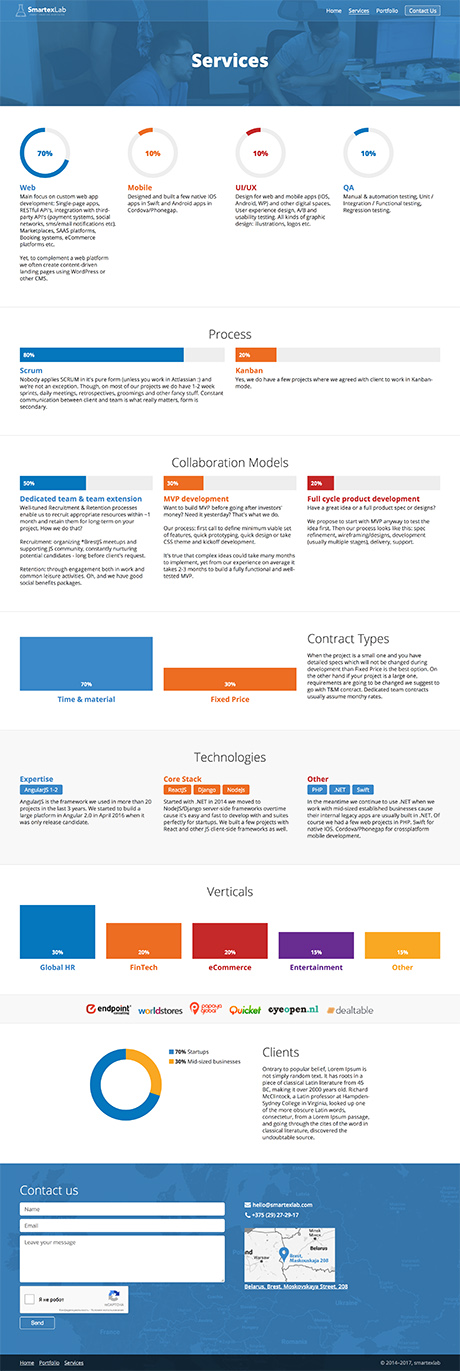 SmartexLab
Home Services Portfolio Contact Us
Services
70%
10%
10%
10%
Web
Main focus on custom web app
development: Single-page apps,
RESTful API's, integration with third-
party API's (payment systems, social
networks, sms/email notifications etc),
Marketplaces, SAAS platforms,
Booking systems, eCommerce
platforms etc.
Yet, to complement a web platform
we often create content-driven
landing pages using WordPress or
other CMS.
Mobile
Designed and built a few native IOS
apps in Swift and Android apps in
Cordova/Phonegap.
UI/UX
Design for web and mobile apps (iOS,
Android, WP) and other digital spaces.
User experience design, A/B and
usability testing. All kinds of graphic
design: illustrations, logos etc.
QA
Manual & automation testing, Unit /
Integration / Functional testing,
Regression testing.
Process
80%
Scrum
Nobody applies SCRUM in it's pure form (unless you work in Attlassian :) and
we're not an exception. Though, on most of our projects we do have 1-2 week
sprints, daily meetings, retrospectives, groomings and other fancy stuff. Constant
communication between client and team is what really matters, form is
secondary.
20%
Kanban
Yes, we do have a few projects where we agreed with client to work in Kanban-
mode.
Collaboration Models
50%
Dedicated team & team extension
Well-tuned Recruitment & Retention processes
enable us to recruit appropriate resources within ~1
month and retain them for long-term on your
project. How we do that?
Recruitment: organizing *BrestJS meetups and
supporting JS community, constantly nurturing
potential candidates - long before client's request.
Retention: through engagement both in work and
common leisure activities. Oh, and we have good
social benefits packages.
30%
MVP development
Want to build MVP before going after investors'
money? Need it yesterday? That's what we do.
Our process: first call to define minimum viable set
of features, quick prototyping, quick design or take
CSS theme and kickoff development.
It's true that complex ideas could take many months
to implement, yet from our experience on average it
takes 2-3 months to build a fully functional and well-
tested MVP.
20%
Full cycle product development
Have a great idea or a full product spec or designs?
We propose to start with MVP anyway to test the
idea first. Then our process looks like this: spec
refinement, wireframing/designs, development
(usually multiple stages), delivery, support.
70%
Time & material
30%
Fixed Price
Contract Types
When the project is a small one and you have
detailed specs which will not be changed during
development than Fixed Price is the best option. On
the other hand if your project is a large one,
requirements are going to be changed we suggest to
go with T&M contract. Dedicated team contracts
usually assume monthy rates.
Technologies
Expertise
AngularJS 1-2
AngularJS is the framework we used in more than 20
projects in the last 3 years. We started to build a
large platform in Angular 2.0 in April 2016 when it
was only release candidate.
Core Stack
ReactJS Django Nodejs
Started with .NET in 2014 we moved to
NodeJS/Django server-side frameworks overtime
cause it's easy and fast to develop with and suites
perfectly for startups. We built a few projects with
React and other JS client-side frameworks as well.
Other
PHP .NET Swift
In the meantime we continue to use .NET when we
work with mid-sized established businesses cause
their internal legacy apps are usually built in .NET. Of
course we had a few web projects in PHP, Swift for
native IOS, Cordova/Phonegap for crossplatform
mobile development.
Verticals
30%
Global HR
20%
FinTech
20%
eCommerce
15%
Entertainment
15%
Other
endpoint
worldstores
papaya
global
Quicket
eyeopen.nl
dealtable
70% Startups
30% Mid-sized businesses
Clients
Ontrary to popular belief, Lorem Ipsum is
not simply random text. It has roots in a
piece of classical Latin literature from 45
BC, making it over 2000 years old. Richard
McClintock, a Latin professor at Hampden-
Sydney College in Virginia, looked up one
of the more obscure Latin words,
consectetur, from a Lorem Ipsum passage,
and going through the cites of the word in
classical literature, discovered the
undoubtable source.
Contact us
Name
Email
Leave your message
Я не робот
Send
hello@smartexlab.com
+375 (29) 27-29-17
Minsk
Минск
Belarus
Warsaw
Brest,
Moskovskaya 208
Belarus, Brest, Moskovskaya Street, 208
Home Portfolio Services
© 2014–2017, smartexlab